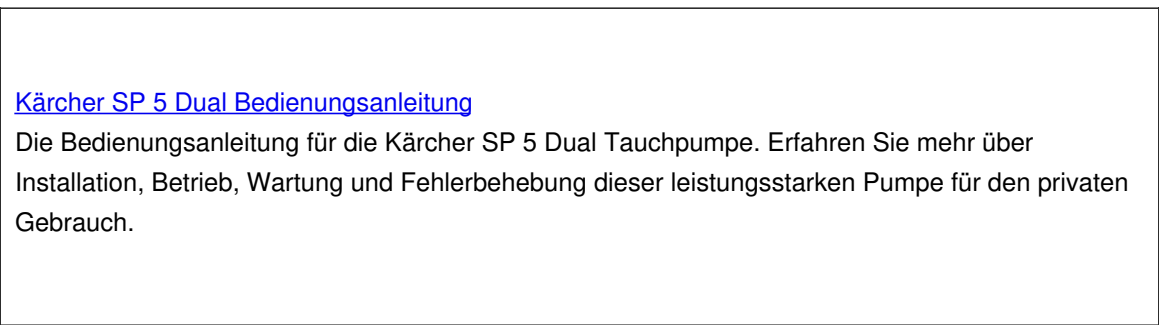 Kärcher SP 5 Dual Bedienungsanleitung
Die Bedienungsanleitung für die Kärcher SP 5 Dual Tauchpumpe. Erfahren Sie mehr über
Installation, Betrieb, Wartung und Fehlerbehebung dieser leistungsstarken Pumpe für den privaten
Gebrauch.